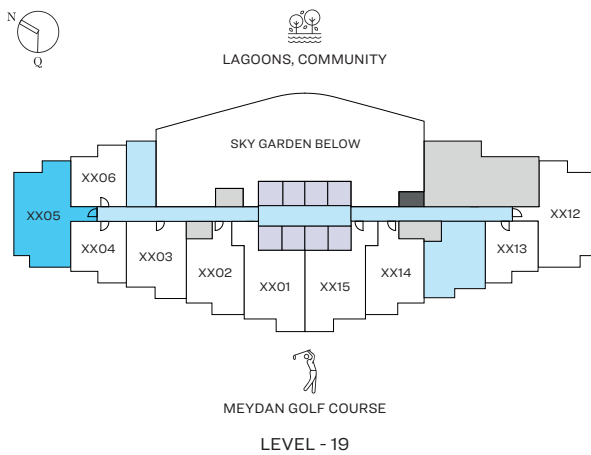 N
Q
LAGOONS, COMMUNITY
SKY GARDEN BELOW
XX06
XX05
XX12
XX04
XX03
XX02
XX01
XX15
XX14
XX13
MEYDAN GOLF COURSE
LEVEL - 19